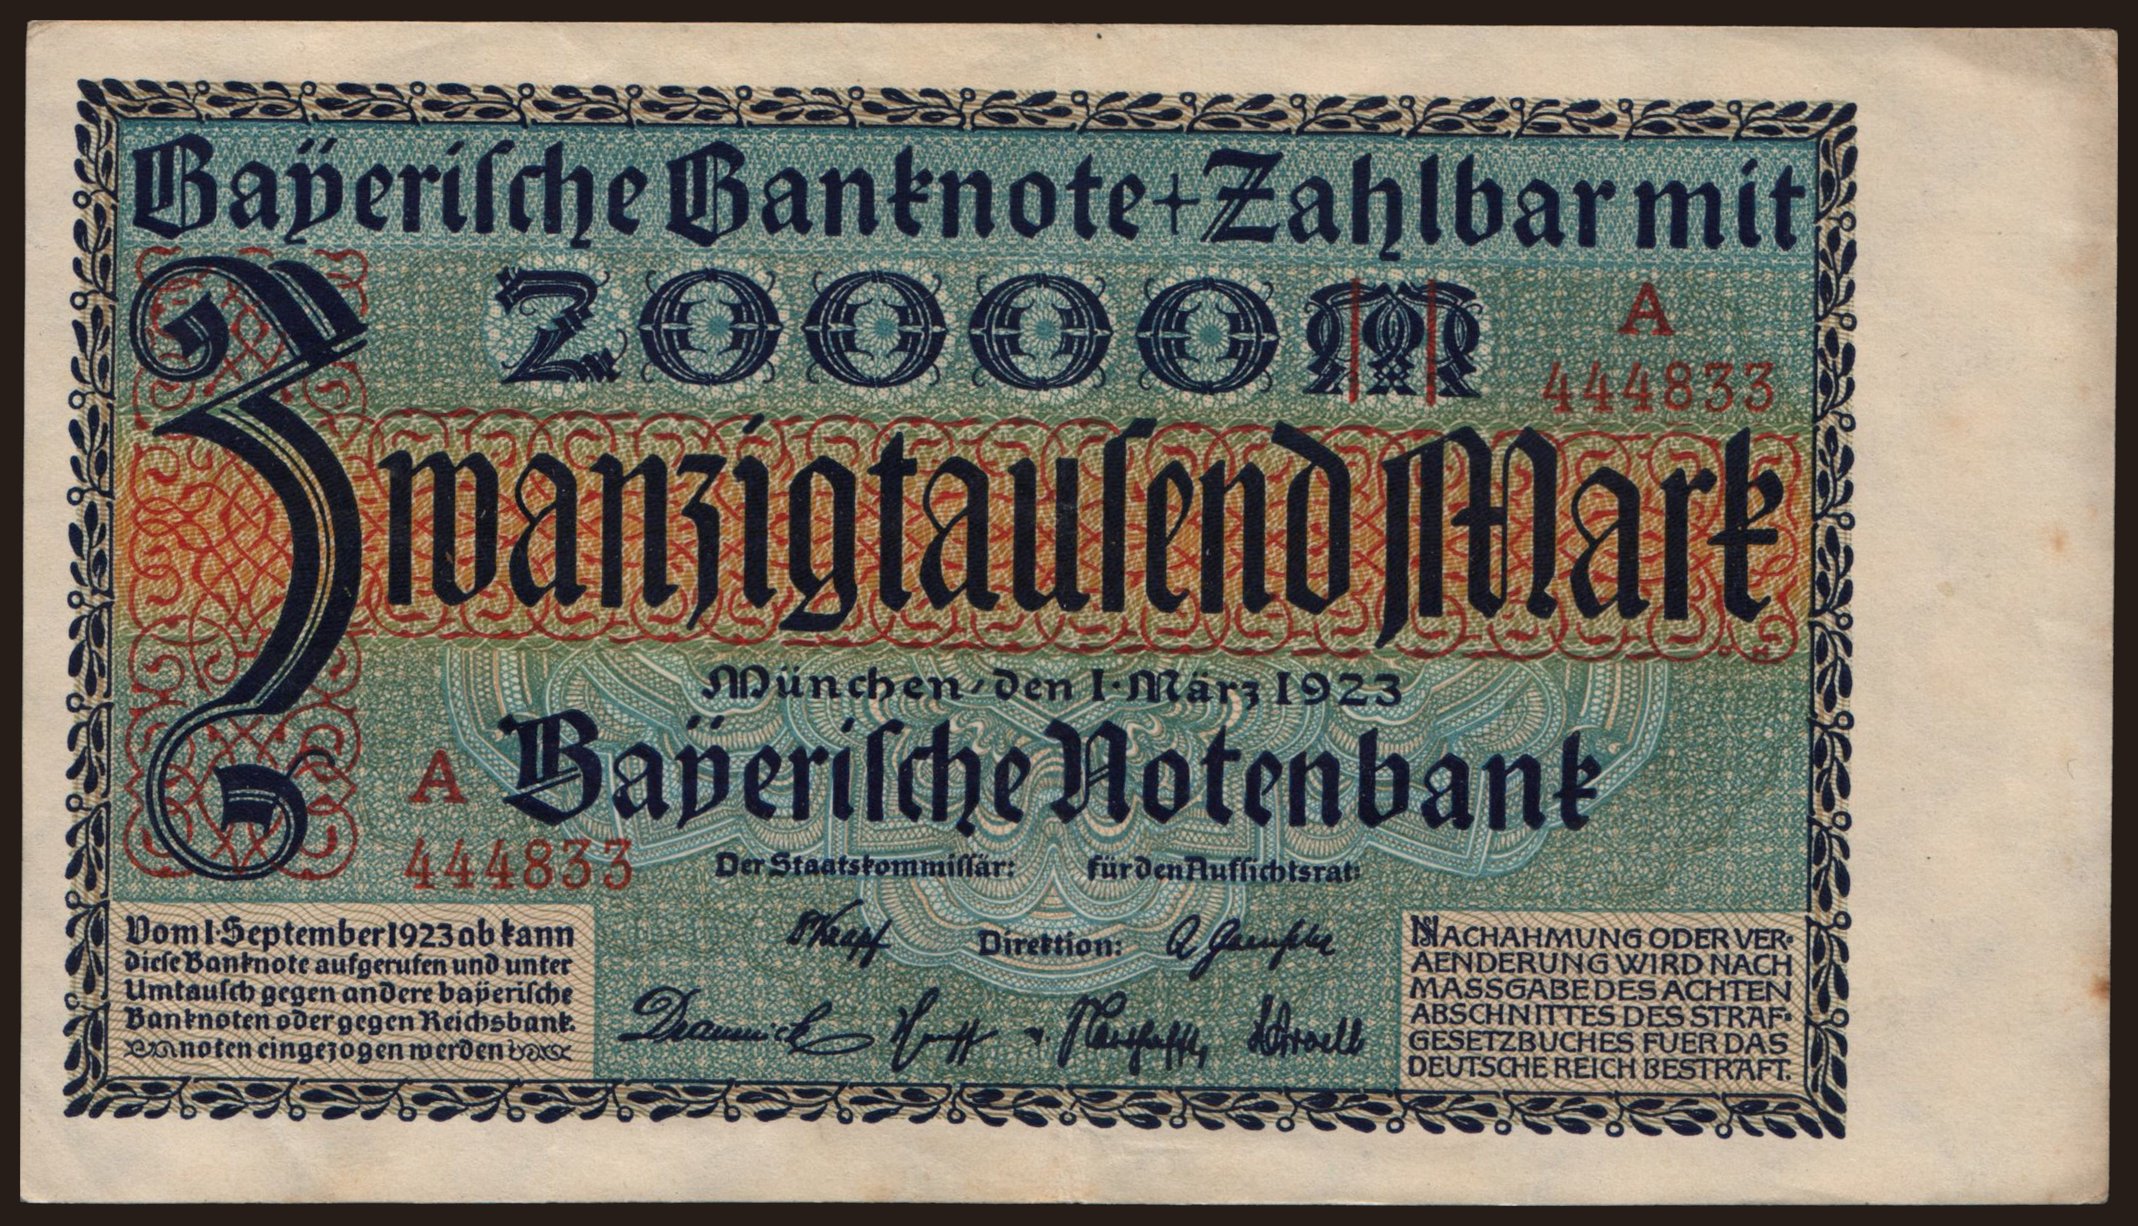 Bayerische Banknote + Zahlbar mit
20000 M
A
444833
Zwanzigtausend Mark
München, den 1. März 1923
Bayerische Notenbank
A
444833
Der Staatskommissär: für den Aufsichtsrat:
Direktion:
Vom 1. September 1923 ab kann
diese Banknote aufgerufen und unter
Umtausch gegen andere bayerische
Banknoten oder gegen Reichsbank-
noten eingezogen werden
NACHAHMUNG ODER VER-
AENDERUNG WIRD NACH
MASSGABE DES ACHTEN
ABSCHNITTES DES STRAF-
GESETZBUCHES FUER DAS
DEUTSCHE REICH BESTRAFT.